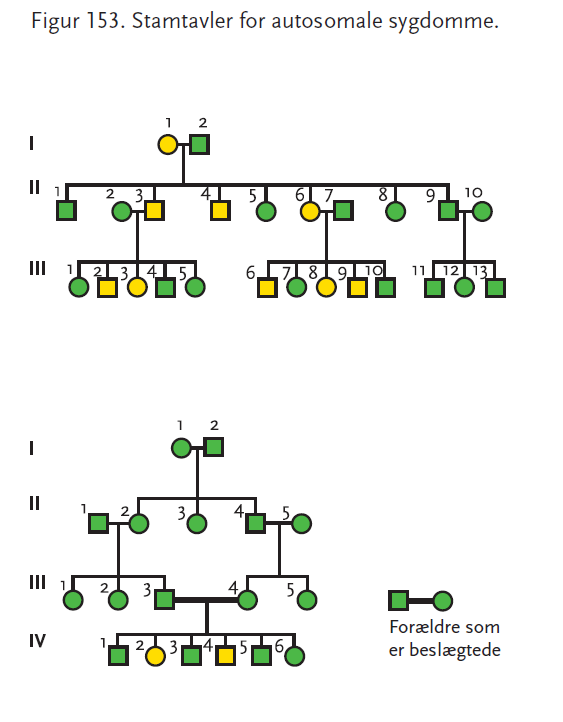 Figur 153. Stamtavler for autosomale sygdomme.
1 2
I
II 1 2 3 4 5 6 7 8 9 10
III 1 2 3 4 5 6 7 8 9 10 11 12 13
1 2
I
II 1 2 3 4 5
III 1 2 3 4 5
IV 1 2 3 4 5 6
Forældre som
er beslægtede